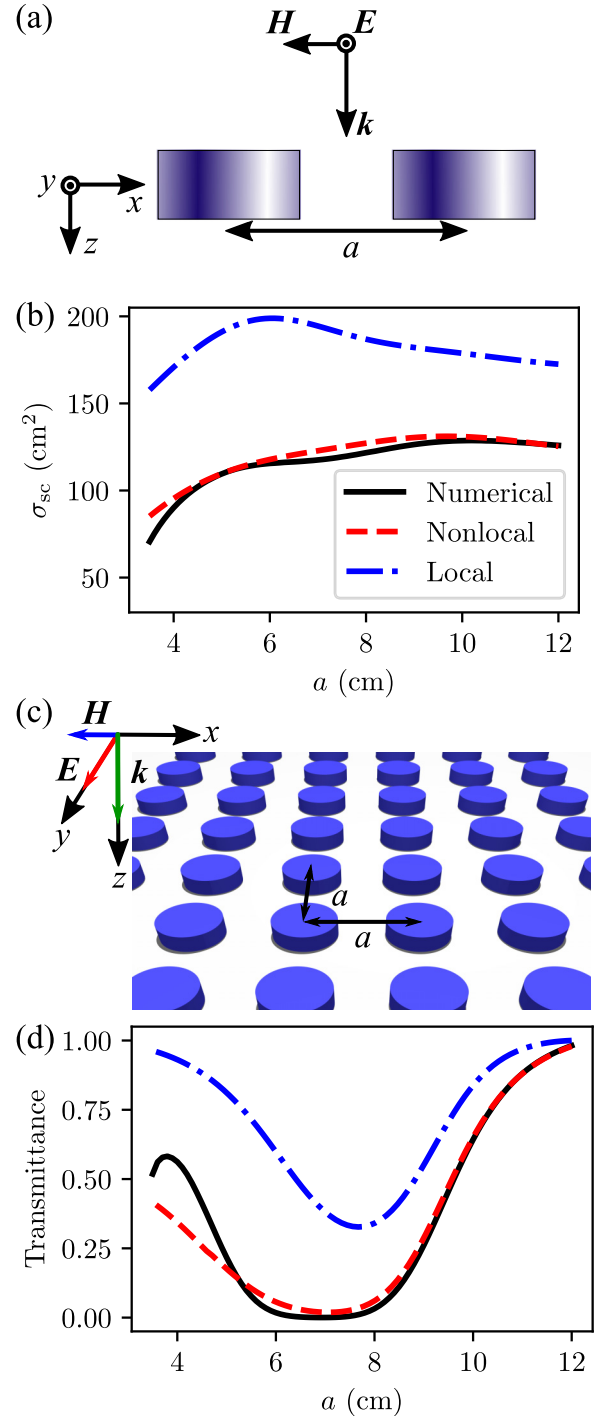 (a)
H E
k
y x
z
a
(b)
200
150
100
50
σsc (cm²)
Numerical
Nonlocal
Local
4 6 8 10 12
a (cm)
(c)
H x
E k
y z
a
a
(d)
1.00
0.75
0.50
0.25
0.00
Transmittance
4 6 8 10 12
a (cm)